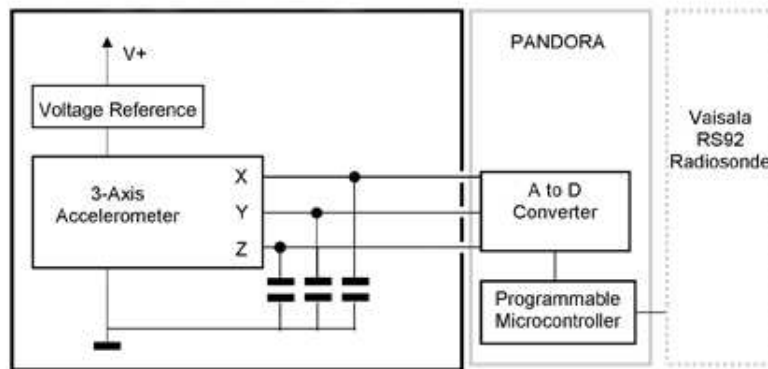 V+
Voltage Reference
3-Axis
Accelerometer
X
Y
Z
PANDORA
A to D
Converter
Programmable
Microcontroller
Vaisala
RS92
Radiosonde